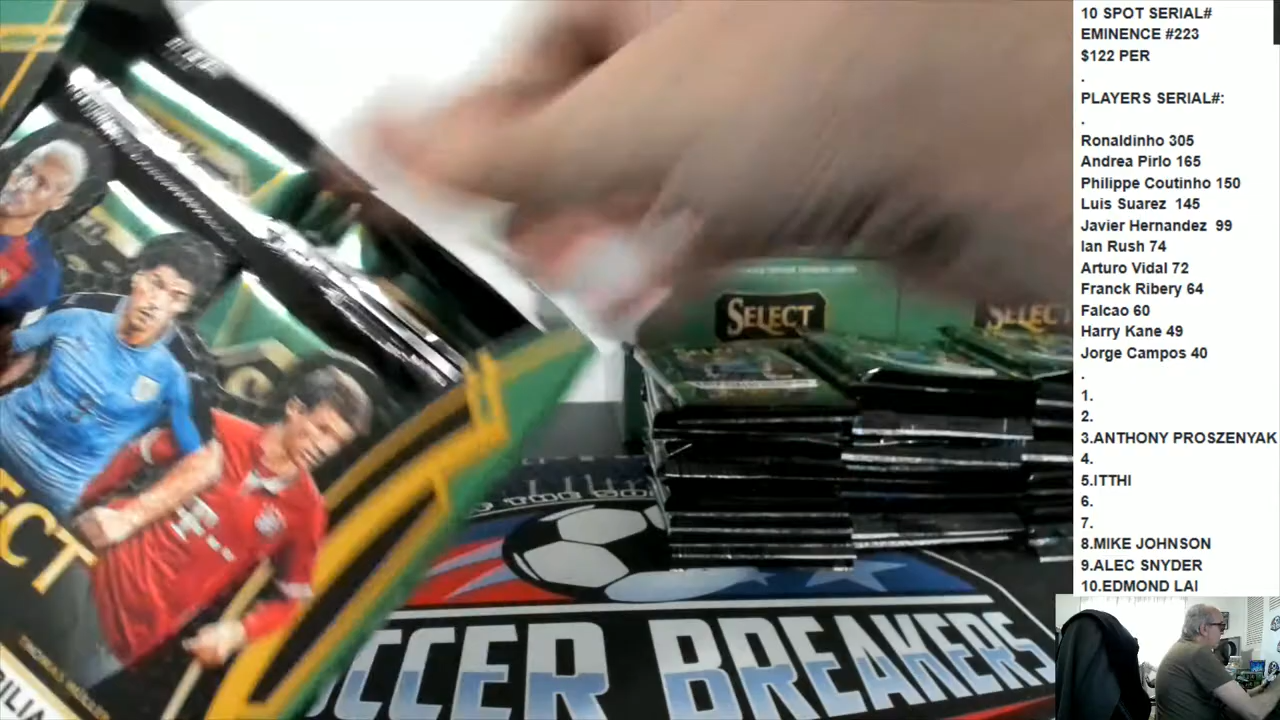 10 SPOT SERIAL#
EMINENCE #223
$122 PER
.
PLAYERS SERIAL#:
.
Ronaldinho 305
Andrea Pirlo 165
Philippe Coutinho 150
Luis Suarez 145
Javier Hernandez 99
Ian Rush 74
Arturo Vidal 72
Franck Ribery 64
Falcao 60
Harry Kane 49
Jorge Campos 40
.
1.
2.
3.ANTHONY PROSZENYAK
4.
5.ITTHI
6.
7.
8.MIKE JOHNSON
9.ALEC SNYDER
10.EDMOND LAI
SELECT
SELECT
ECT
OCCER BREAKERS